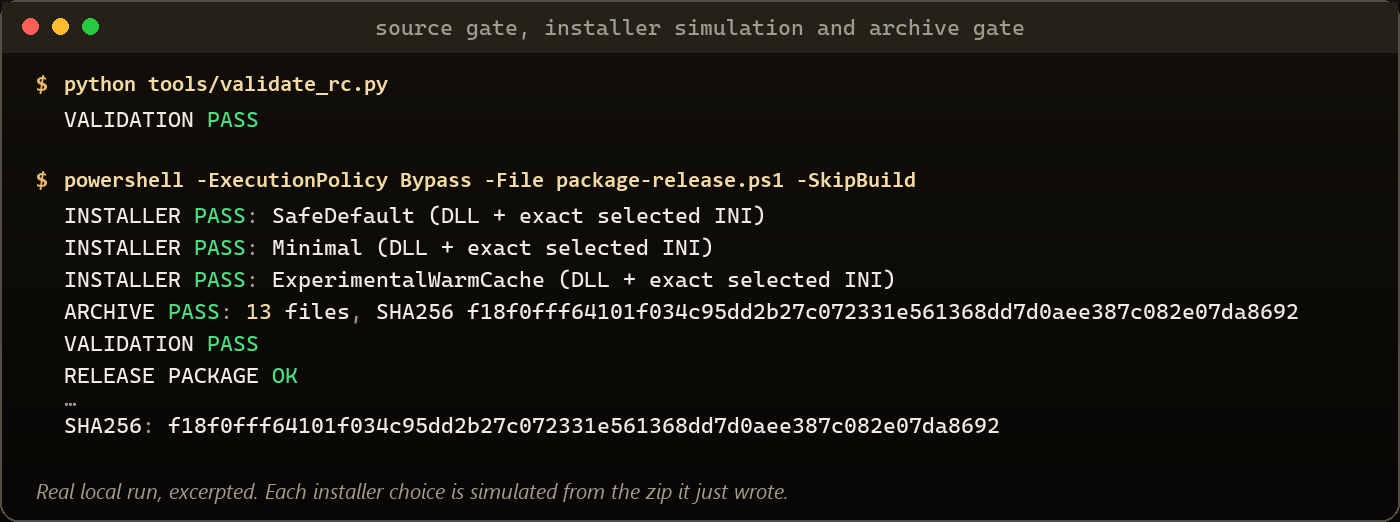 source gate, installer simulation and archive gate
$ python tools/validate_rc.py
VALIDATION PASS
$ powershell -ExecutionPolicy Bypass -File package-release.ps1 -SkipBuild
INSTALLER PASS: SafeDefault (DLL + exact selected INI)
INSTALLER PASS: Minimal (DLL + exact selected INI)
INSTALLER PASS: ExperimentalWarmCache (DLL + exact selected INI)
ARCHIVE PASS: 13 files, SHA256 f18f0fff64101f034c95dd2b27c072331e561368dd7d0aee387c082e07da8692
VALIDATION PASS
RELEASE PACKAGE OK
…
SHA256: f18f0fff64101f034c95dd2b27c072331e561368dd7d0aee387c082e07da8692
Real local run, excerpted. Each installer choice is simulated from the zip it just wrote.